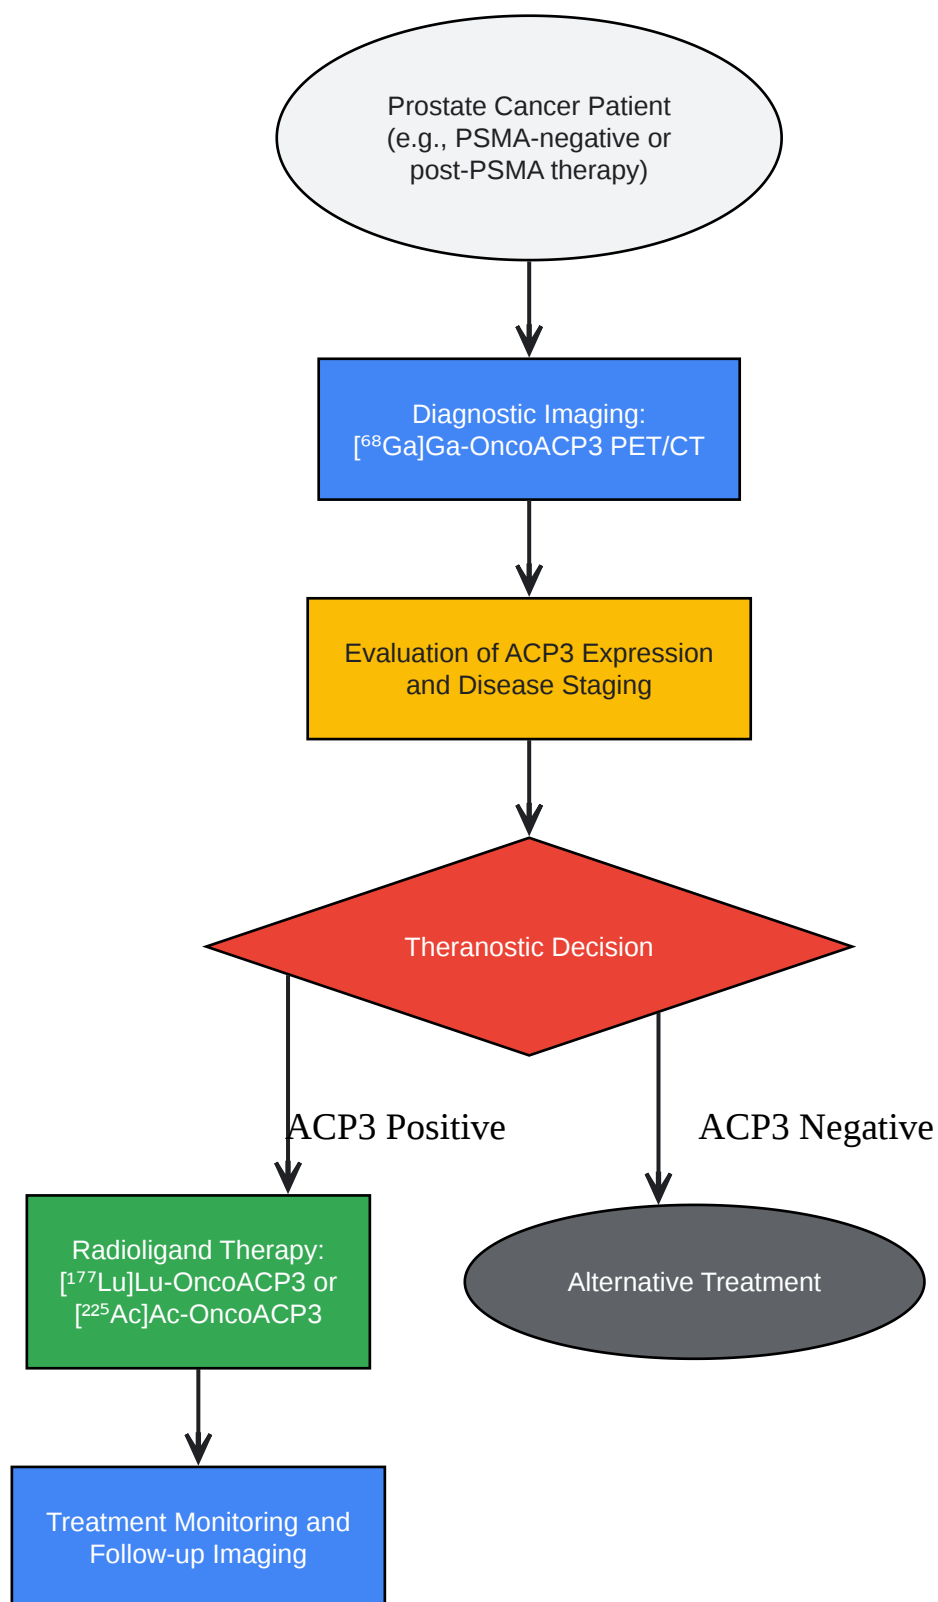 Prostate Cancer Patient
(e.g., PSMA-negative or
post-PSMA therapy)
Diagnostic Imaging:
[⁶⁸Ga]Ga-OncoACP3 PET/CT
Evaluation of ACP3 Expression
and Disease Staging
Theranostic Decision
ACP3 Positive
ACP3 Negative
Radioligand Therapy:
[¹⁷⁷Lu]Lu-OncoACP3 or
[²²⁵Ac]Ac-OncoACP3
Alternative Treatment
Treatment Monitoring and
Follow-up Imaging